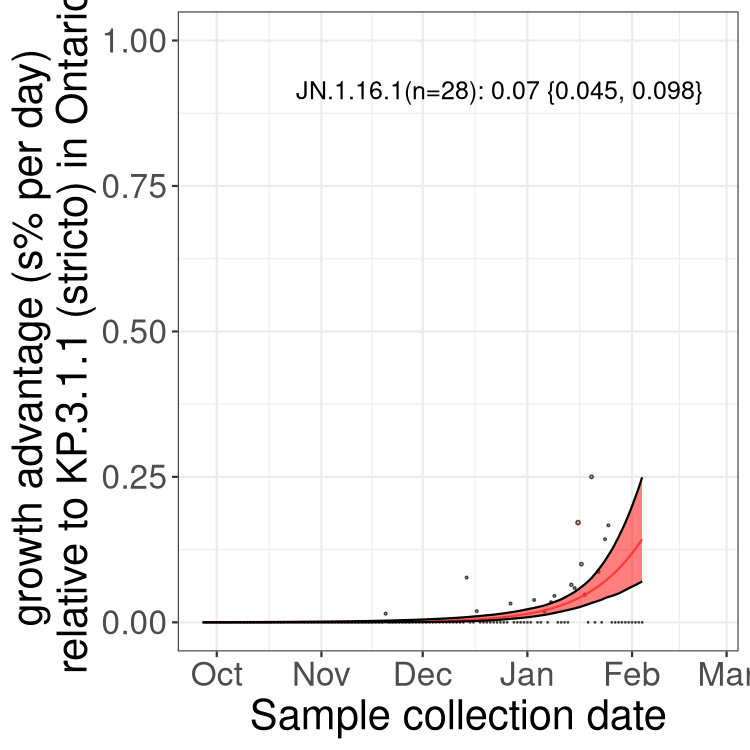 growth advantage (s% per day)
relative to KP.3.1.1 (stricto) in Ontario
1.00
0.75
0.50
0.25
0.00
JN.1.16.1(n=28): 0.07 {0.045, 0.098}
Oct Nov Dec Jan Feb Mar
Sample collection date